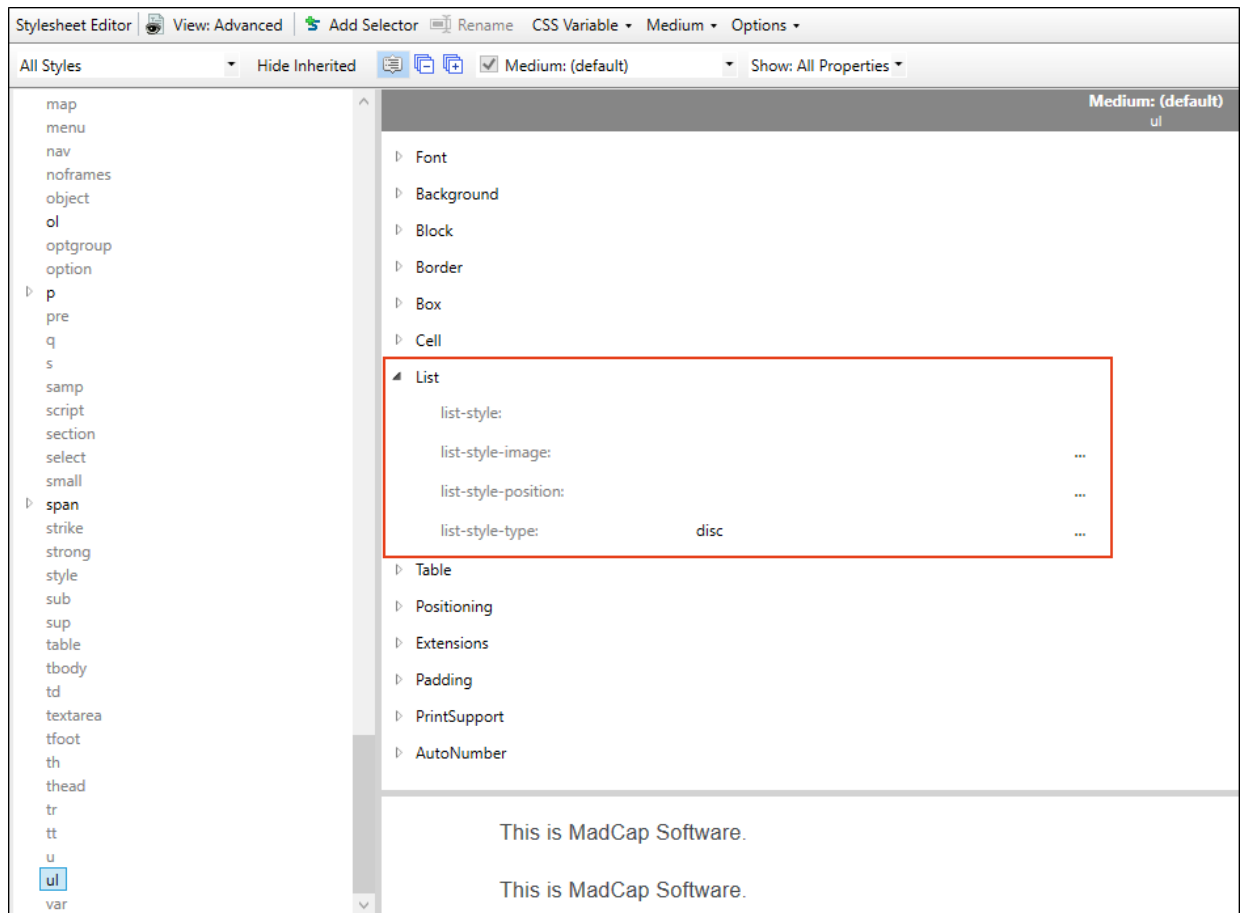 Stylesheet Editor View: Advanced Add Selector Rename CSS Variable Medium Options
All Styles Hide Inherited Medium: (default) Show: All Properties
map
menu
nav
noframes
object
ol
optgroup
option
p
pre
q
s
samp
script
section
select
small
span
strike
strong
style
sub
sup
table
tbody
td
textarea
tfoot
th
thead
tr
tt
u
ul
var
Medium: (default)
ul
Font
Background
Block
Border
Box
Cell
List
list-style:
list-style-image: ...
list-style-position: ...
list-style-type: disc ...
Table
Positioning
Extensions
Padding
PrintSupport
AutoNumber
This is MadCap Software.
This is MadCap Software.